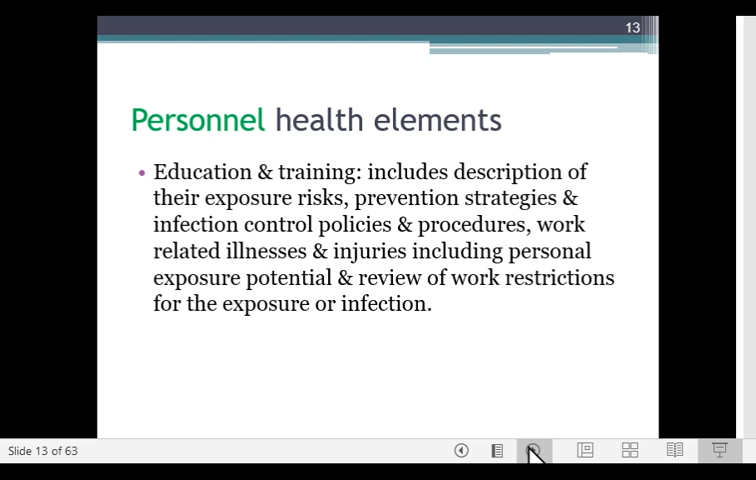 13
Personnel health elements
• Education & training: includes description of
their exposure risks, prevention strategies &
infection control policies & procedures, work
related illnesses & injuries including personal
exposure potential & review of work restrictions
for the exposure or infection.
Slide 13 of 63